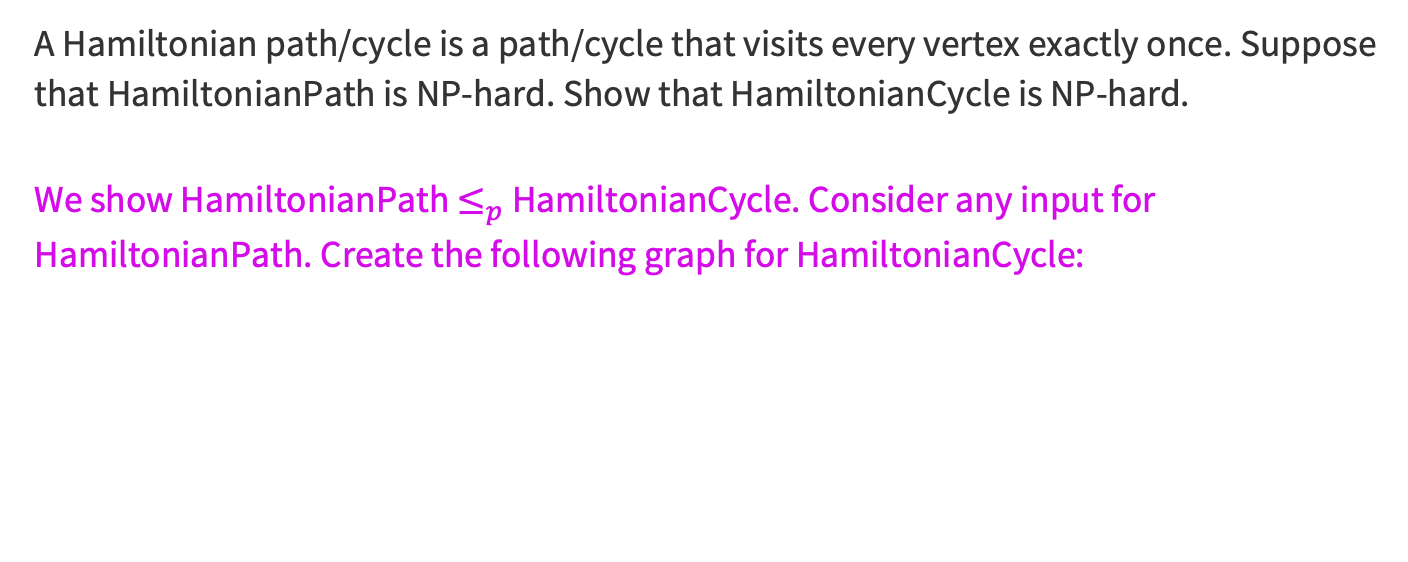 A Hamiltonian path/cycle is a path/cycle that visits every vertex exactly once. Suppose
that HamiltonianPath is NP-hard. Show that HamiltonianCycle is NP-hard.
We show HamiltonianPath ≤ₚ HamiltonianCycle. Consider any input for
HamiltonianPath. Create the following graph for HamiltonianCycle: